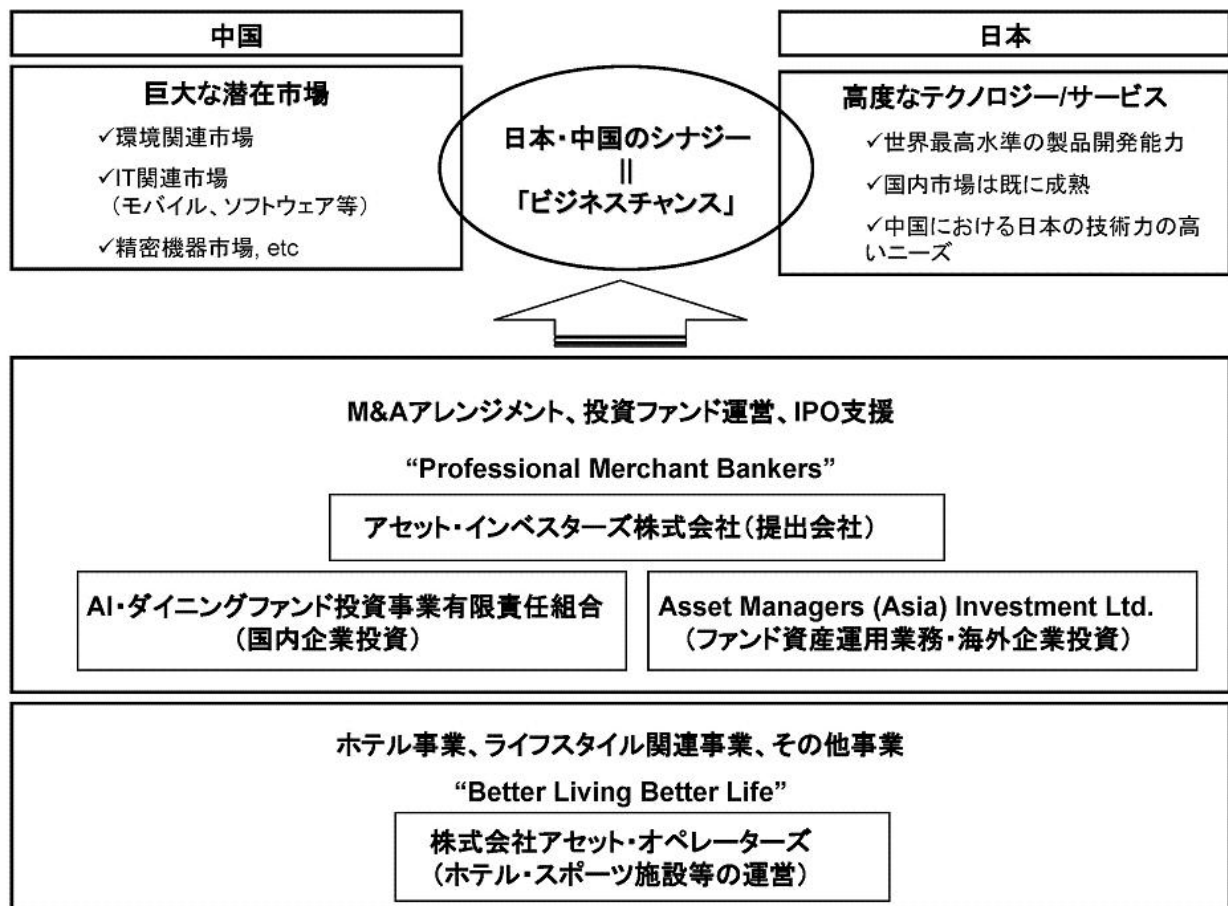 中国
巨大な潜在市場
✓環境関連市場
✓IT関連市場
（モバイル、ソフトウェア等）
✓精密機器市場, etc
日本・中国のシナジー
||
「ビジネスチャンス」
日本
高度なテクノロジー/サービス
✓世界最高水準の製品開発能力
✓国内市場は既に成熟
✓中国における日本の技術力の高
いニーズ
M&Aアレンジメント、投資ファンド運営、IPO支援
“Professional Merchant Bankers”
アセット・インベスターズ株式会社（提出会社）
AI・ダイニングファンド投資事業有限責任組合
（国内企業投資）
Asset Managers (Asia) Investment Ltd.
（ファンド資産運用業務・海外企業投資）
ホテル事業、ライフスタイル関連事業、その他事業
“Better Living Better Life”
株式会社アセット・オペレーターズ
（ホテル・スポーツ施設等の運営）